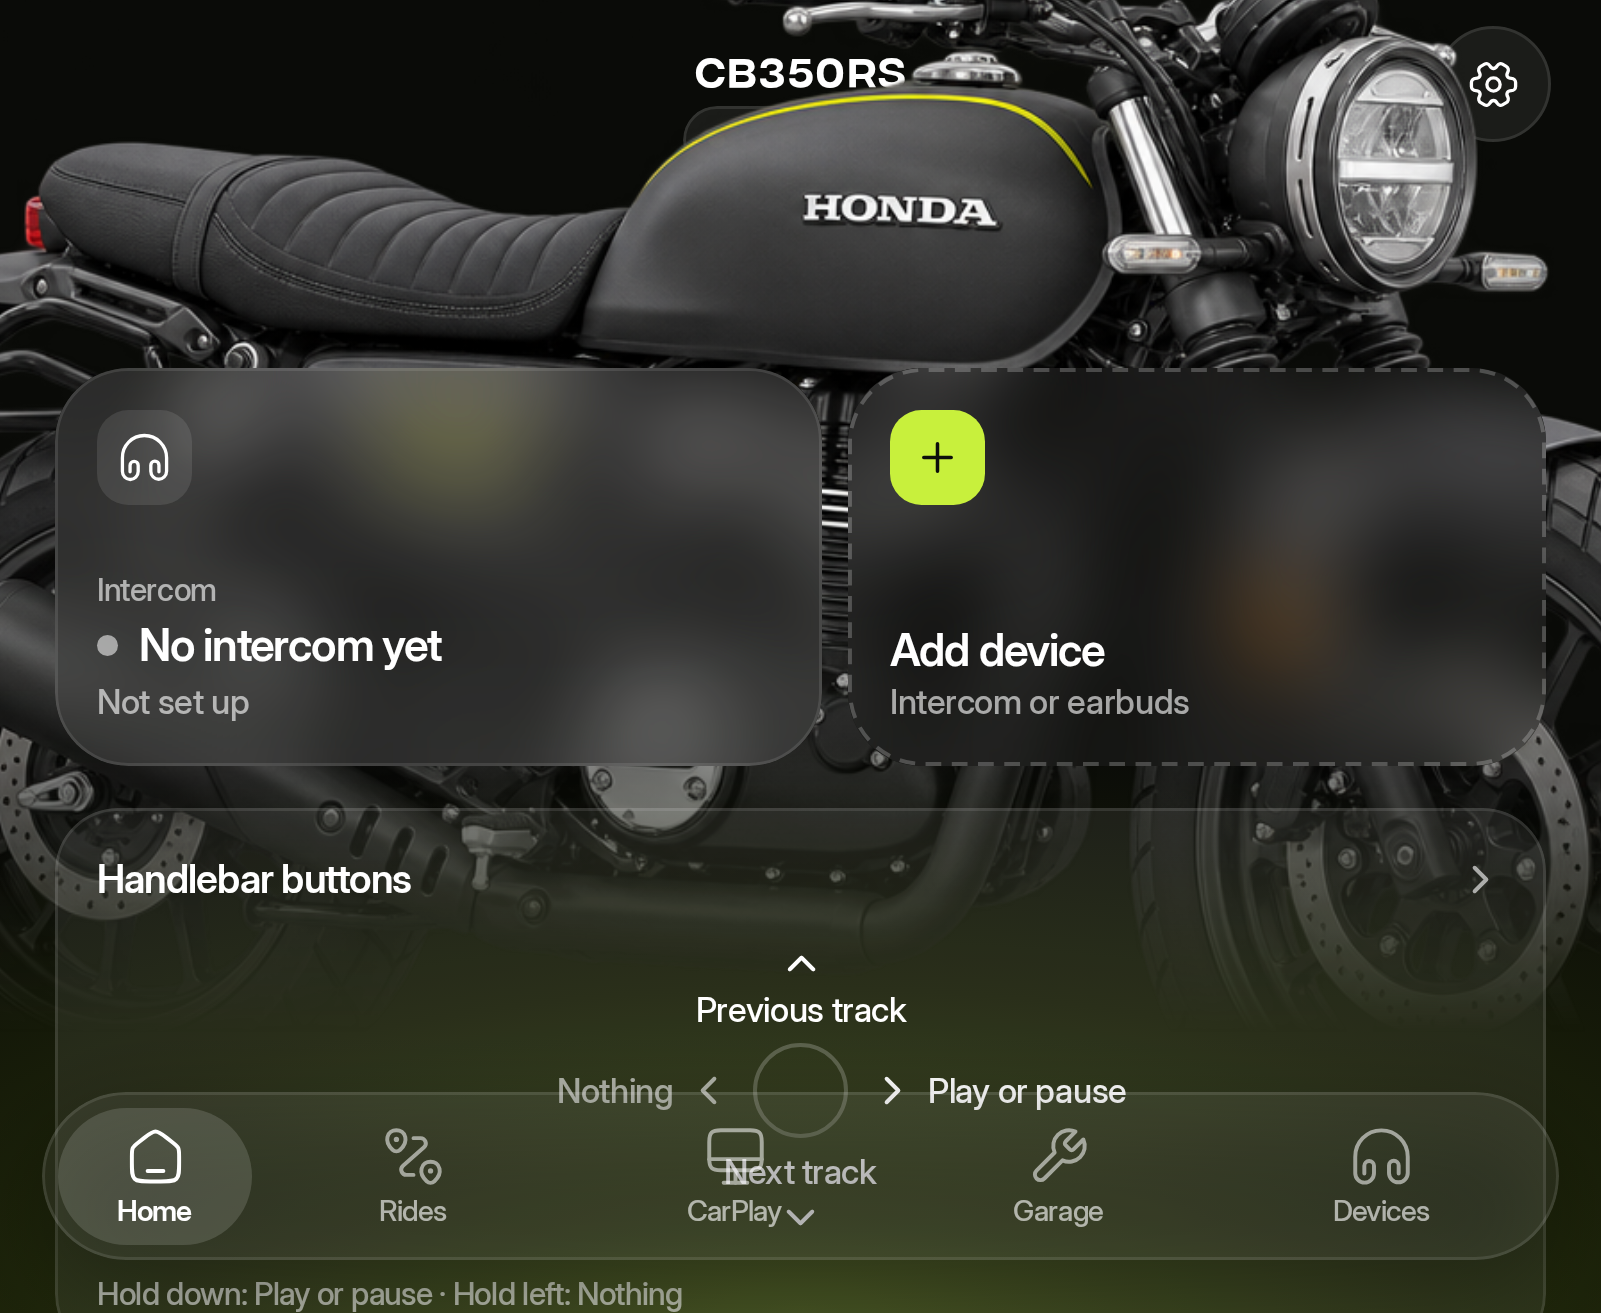 CB350RS
HONDA
Intercom
No intercom yet
Not set up
Add device
Intercom or earbuds
Handlebar buttons
Previous track
Nothing
Play or pause
Next track
Home
Rides
CarPlay
Garage
Devices
Hold down: Play or pause · Hold left: Nothing